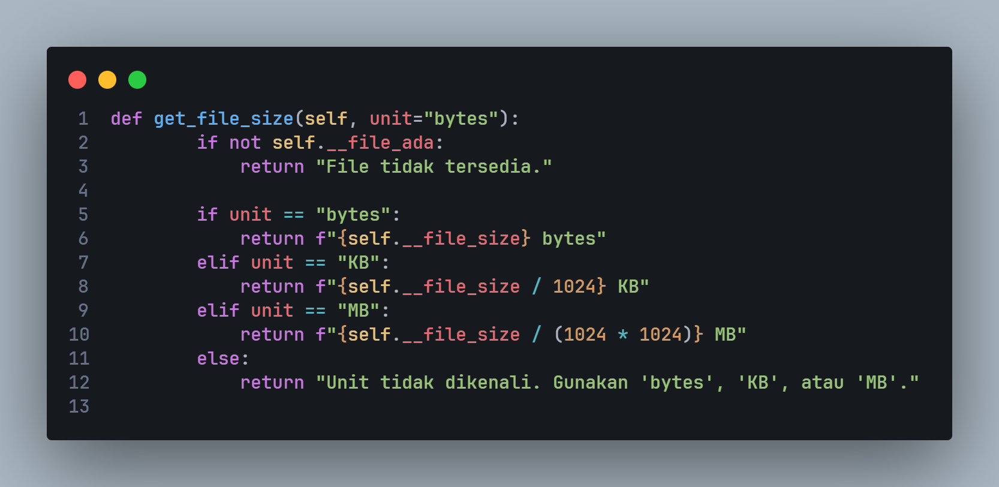 1 def get_file_size(self, unit="bytes"):
2         if not self.__file_ada:
3             return "File tidak tersedia."
4
5         if unit == "bytes":
6             return f"{self.__file_size} bytes"
7         elif unit == "KB":
8             return f"{self.__file_size / 1024} KB"
9         elif unit == "MB":
10             return f"{self.__file_size / (1024 * 1024)} MB"
11         else:
12             return "Unit tidak dikenali. Gunakan 'bytes', 'KB', atau 'MB'."
13